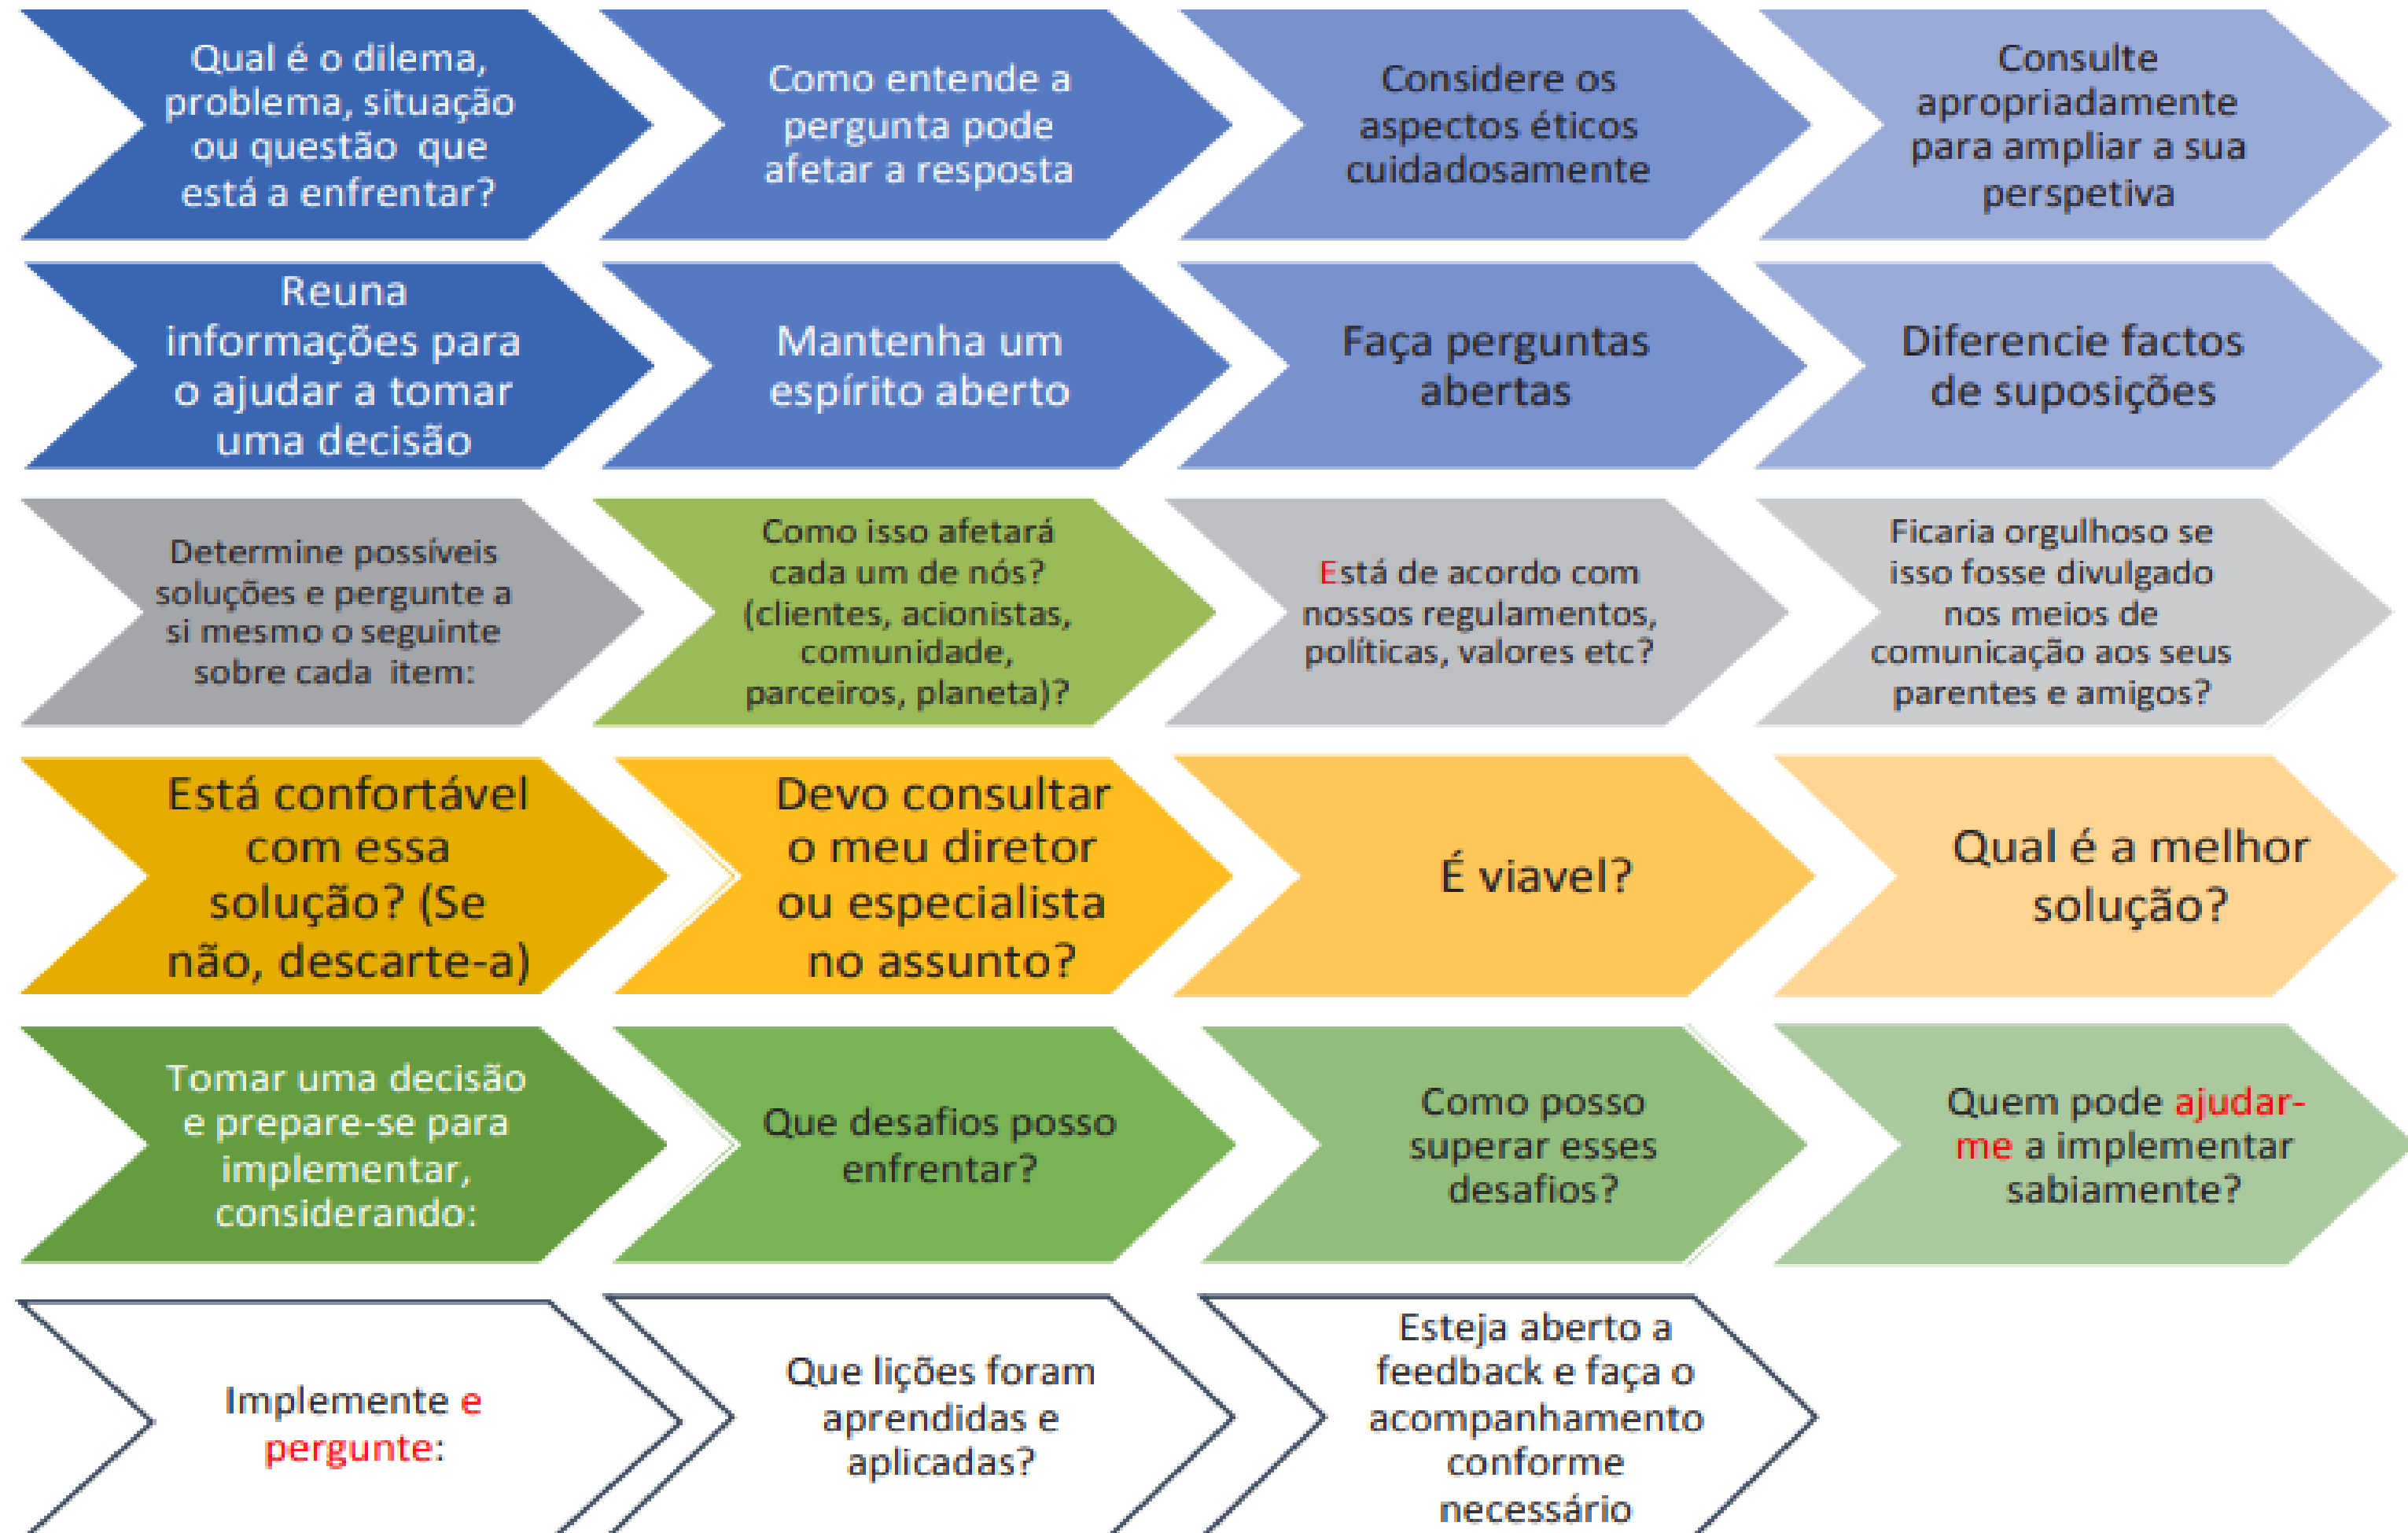 Qual é o dilema,
problema, situação
ou questão que
está a enfrentar?
Como entende a
pergunta pode
afetar a resposta
Considere os
aspectos éticos
cuidadosamente
Consulte
apropriadamente
para ampliar a sua
perspetiva
Reuna
informações para
o ajudar a tomar
uma decisão
Mantenha um
espírito aberto
Faça perguntas
abertas
Diferencie factos
de suposições
Determine possíveis
soluções e pergunte a
si mesmo o seguinte
sobre cada item:
Como isso afetará
cada um de nós?
(clientes, acionistas,
comunidade,
parceiros, planeta)?
Está de acordo com
nossos regulamentos,
políticas, valores etc?
Ficaria orgulhoso se
isso fosse divulgado
nos meios de
comunicação aos seus
parentes e amigos?
Está confortável
com essa
solução? (Se
não, descarte-a)
Devo consultar
o meu diretor
ou especialista
no assunto?
É viavel?
Qual é a melhor
solução?
Tomar uma decisão
e prepare-se para
implementar,
considerando:
Que desafios posso
enfrentar?
Como posso
superar esses
desafios?
Quem pode ajudar-
me a implementar
sabiamente?
Implemente e
pergunte:
Que lições foram
aprendidas e
aplicadas?
Esteja aberto a
feedback e faça o
acompanhamento
conforme
necessário